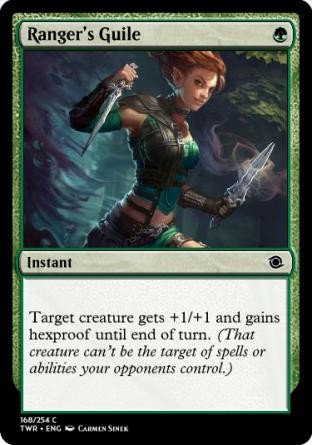 Ranger's Guile
Instant
Target creature gets +1/+1 and gains
hexproof until end of turn. (That
creature can't be the target of spells or
abilities your opponents control.)
168/254 C
TWR • ENG Carmen Sinek